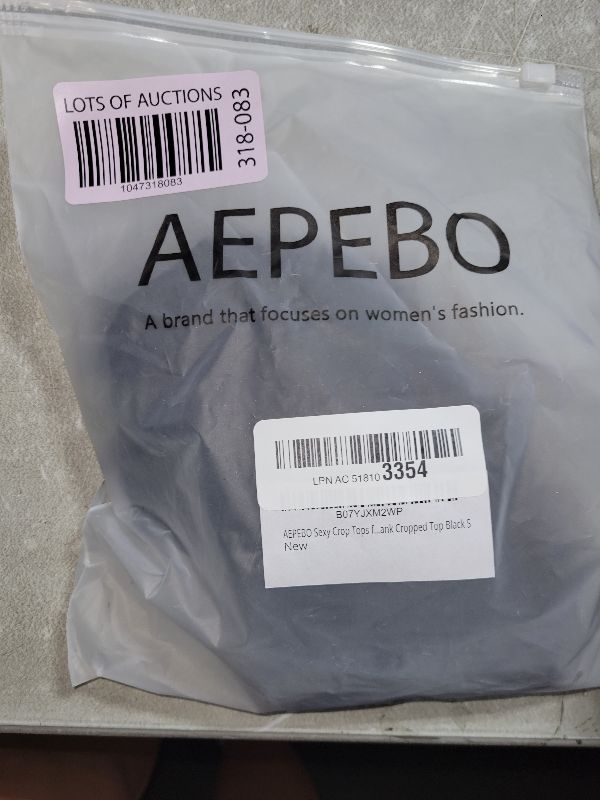 LOTS OF AUCTIONS
318-083
1047318083
AEPEBO
A brand that focuses on women's fashion.
LPN AC 51810 3354
B07YJXM2WP
AEPEBO Sexy Crop Tops f...ank Cropped Top Black S
New